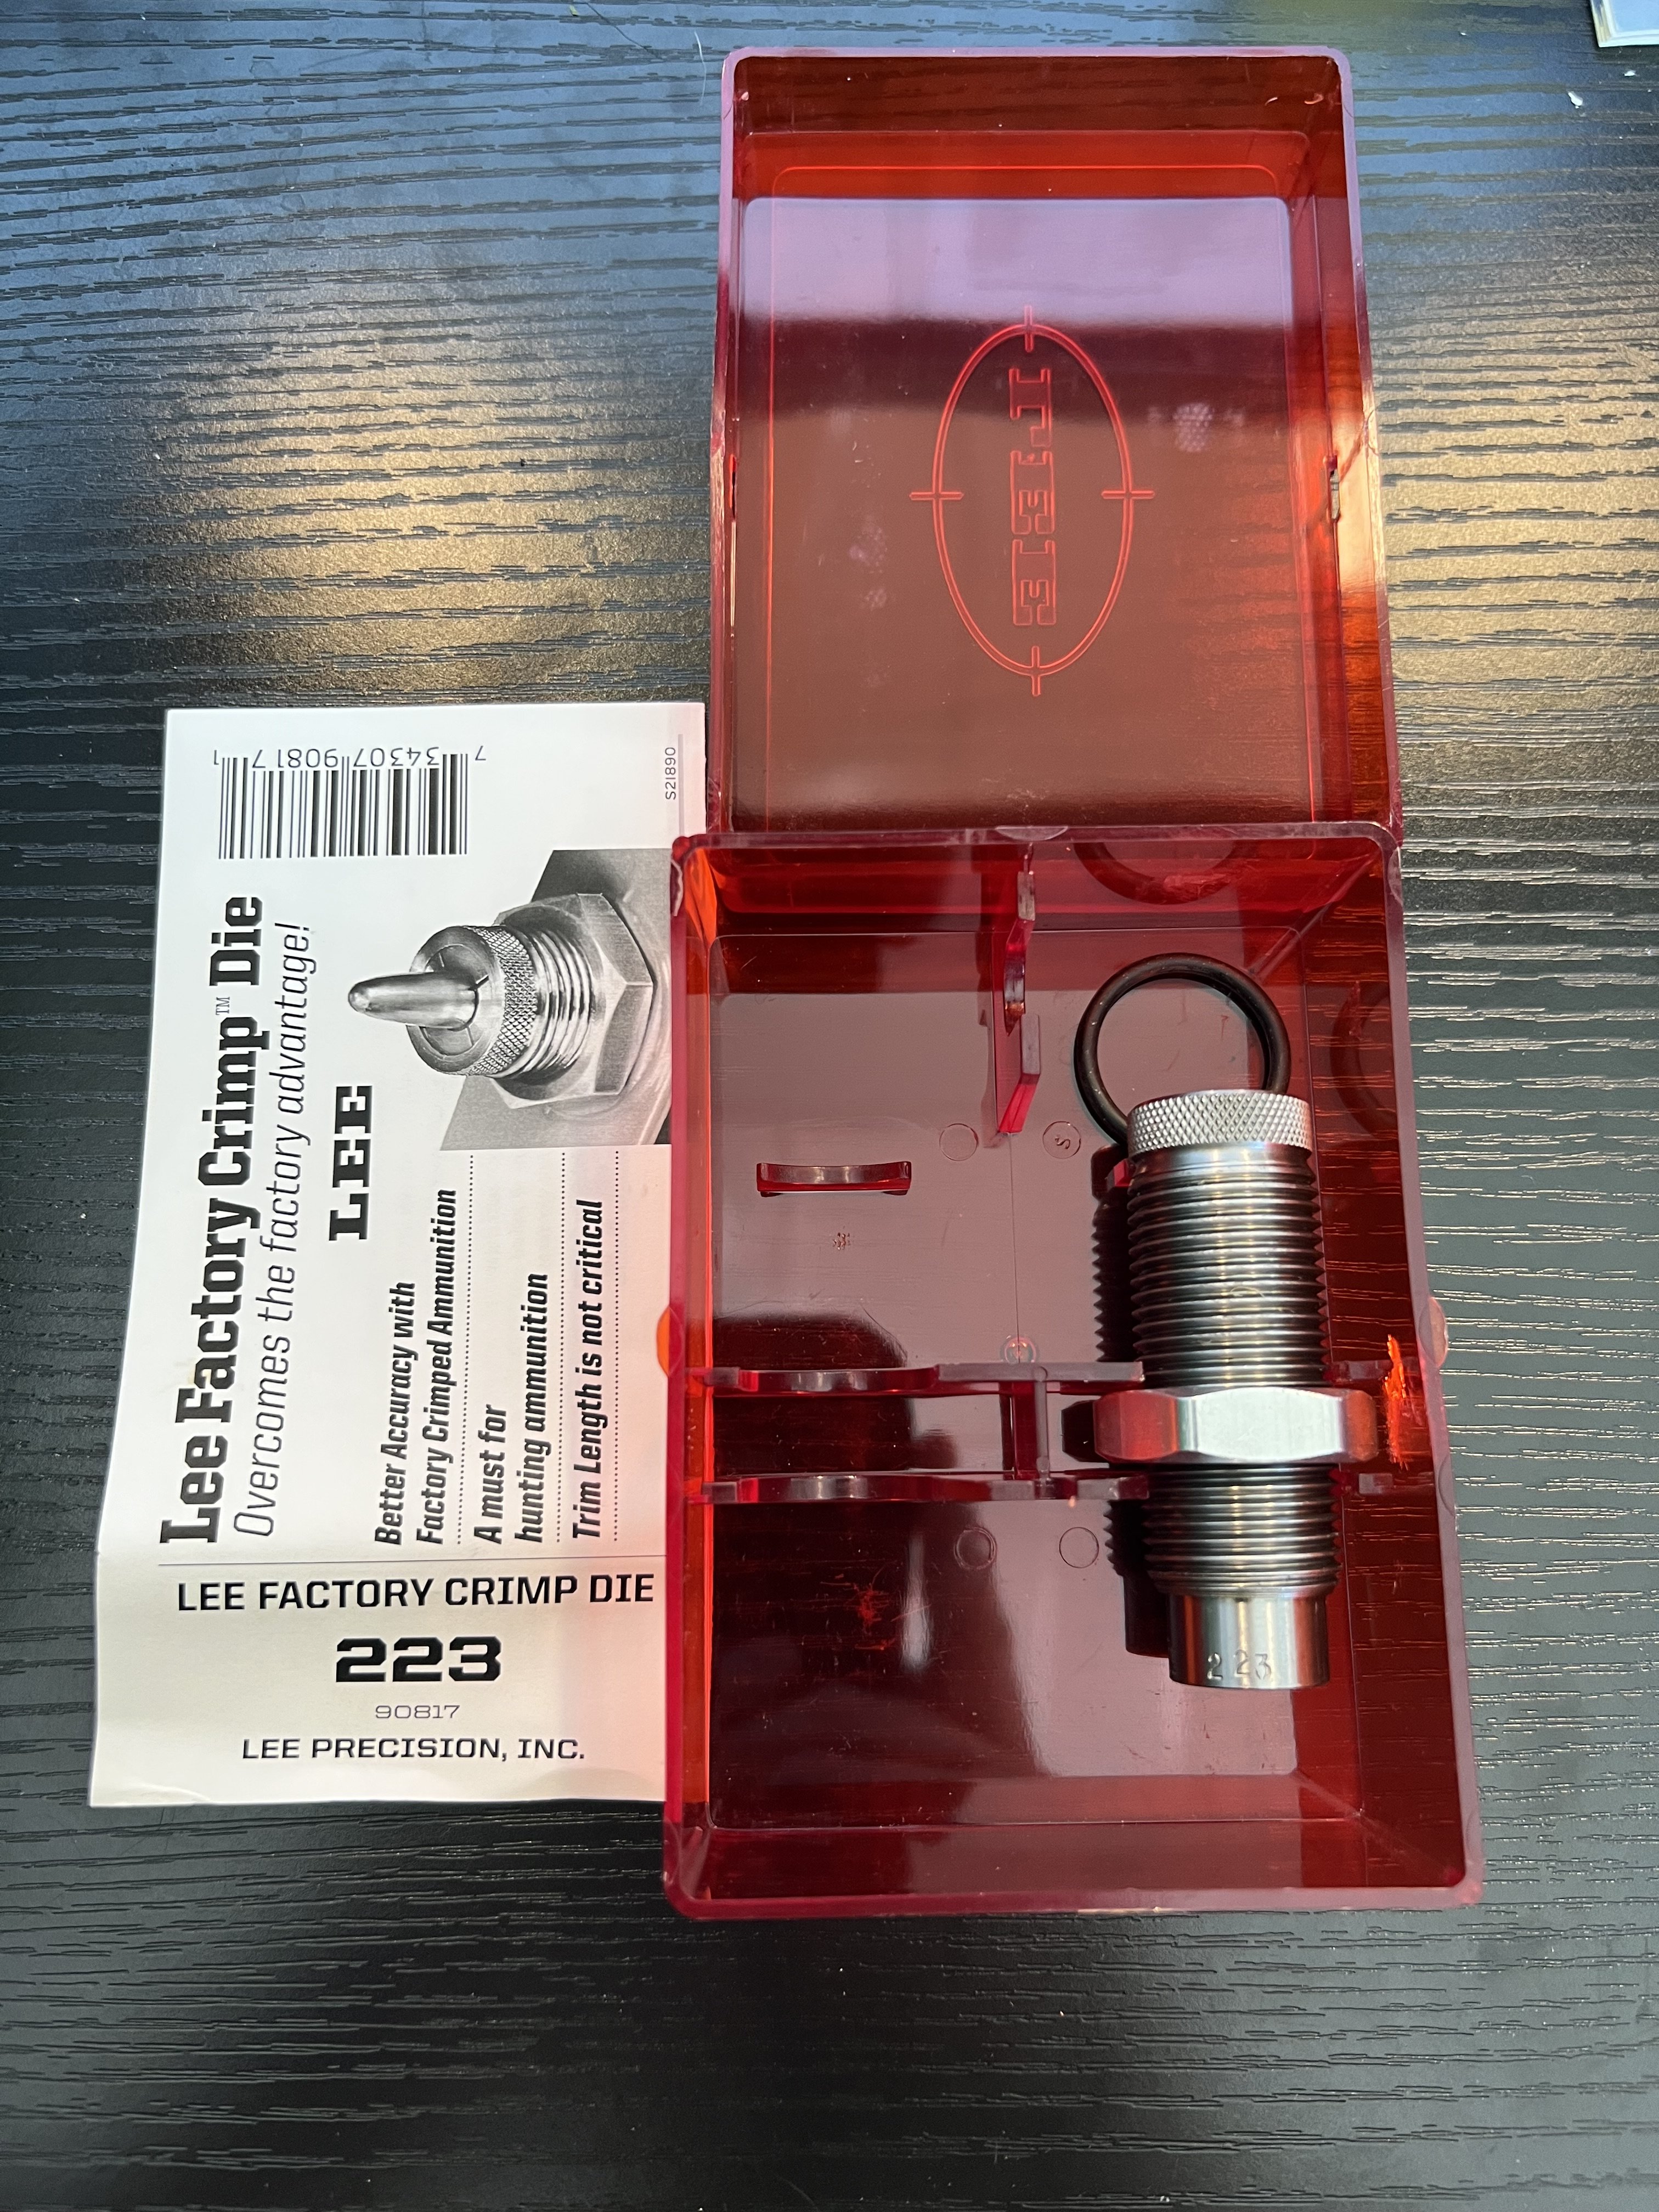 Lee Factory Crimp™ Die
Overcomes the factory advantage!
LEE
Better Accuracy with
Factory Crimped Ammunition
A must for
hunting ammunition
Trim Length is not critical
7 34307 90817 1
S21890
LEE FACTORY CRIMP DIE
223
90817
LEE PRECISION, INC.
LEE
S
223